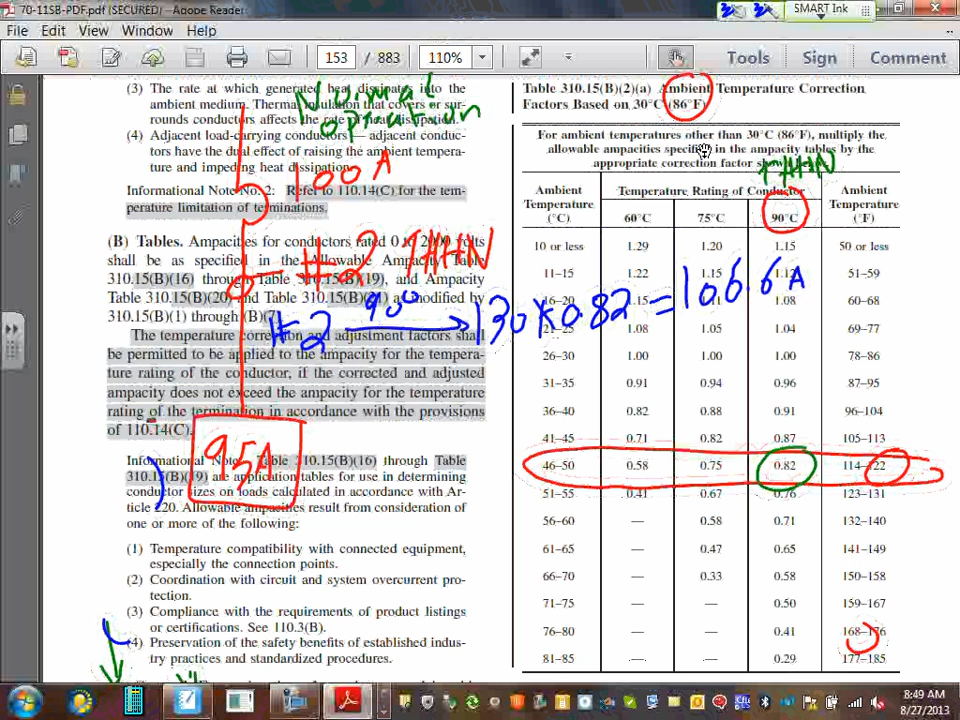 70-11SB-PDF.pdf (SECURED) - Adobe Reader
SMART Ink
File Edit View Window Help
153 / 883 110% Tools Sign Comment
(3) The rate at which generated heat dissipates into the
ambient medium. Thermal insulation that covers or sur-
rounds conductors affects the rate of heat dissipation.
(4) Adjacent load-carrying conductors — adjacent conduc-
tors have the dual effect of raising the ambient tempera-
ture and impeding heat dissipation.
Informational Note No. 2: Refer to 110.14(C) for the tem-
perature limitation of terminations.
(B) Tables. Ampacities for conductors rated 0 to 2000 volts
shall be as specified in the Allowable Ampacity Table
310.15(B)(16) through Table 310.15(B)(19), and Ampacity
Table 310.15(B)(20) and Table 310.15(B)(21) as modified by
310.15(B)(1) through (B)(7).
The temperature correction and adjustment factors shall
be permitted to be applied to the ampacity for the tempera-
ture rating of the conductor, if the corrected and adjusted
ampacity does not exceed the ampacity for the temperature
rating of the termination in accordance with the provisions
of 110.14(C).
Informational Note: Table 310.15(B)(16) through Table
310.15(B)(19) are application tables for use in determining
conductor sizes on loads calculated in accordance with Ar-
ticle 220. Allowable ampacities result from consideration of
one or more of the following:
(1) Temperature compatibility with connected equipment,
especially the connection points.
(2) Coordination with circuit and system overcurrent pro-
tection.
(3) Compliance with the requirements of product listings
or certifications. See 110.3(B).
(4) Preservation of the safety benefits of established indus-
try practices and standardized procedures.
Normal
opration
100 A
#2 THHN
#2 90° 130 x 0.82 = 106.6 A
95A
Table 310.15(B)(2)(a) Ambient Temperature Correction
Factors Based on 30°C (86°F)
For ambient temperatures other than 30°C (86°F), multiply the
allowable ampacities specified in the ampacity tables by the
appropriate correction factor
THHN
Ambient Temperature (°C) Temperature Rating of Conductor Ambient Temperature (°F)
60°C 75°C 90°C
10 or less 1.29 1.20 1.15 50 or less
11–15 1.22 1.15 1.12 51–59
16–20 1.15 1.11 1.08 60–68
21–25 1.08 1.05 1.04 69–77
26–30 1.00 1.00 1.00 78–86
31–35 0.91 0.94 0.96 87–95
36–40 0.82 0.88 0.91 96–104
41–45 0.71 0.82 0.87 105–113
46–50 0.58 0.75 0.82 114–122
51–55 0.41 0.67 0.76 123–131
56–60 — 0.58 0.71 132–140
61–65 — 0.47 0.65 141–149
66–70 — 0.33 0.58 150–158
71–75 — — 0.50 159–167
76–80 — — 0.41 168–176
81–85 — — 0.29 177–185
8:49 AM
8/27/2013